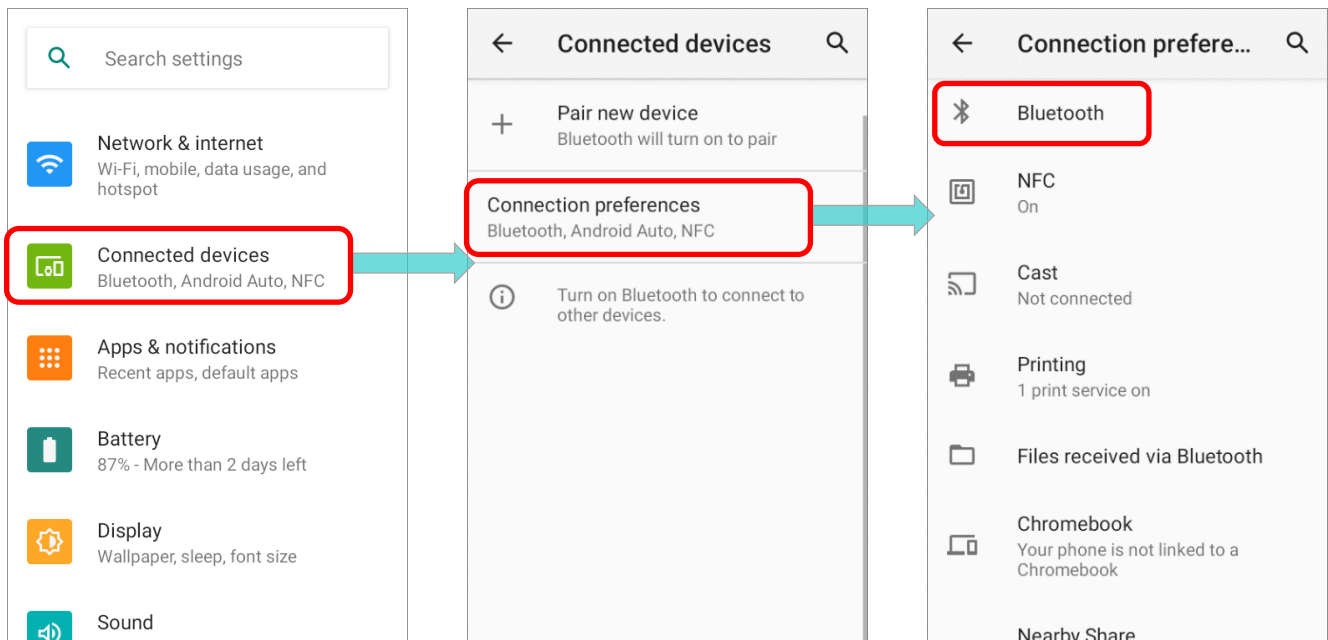 Search settings
Network & internet
Wi-Fi, mobile, data usage, and
hotspot
Connected devices
Bluetooth, Android Auto, NFC
Apps & notifications
Recent apps, default apps
Battery
87% - More than 2 days left
Display
Wallpaper, sleep, font size
Sound
Connected devices
Pair new device
Bluetooth will turn on to pair
Connection preferences
Bluetooth, Android Auto, NFC
Turn on Bluetooth to connect to
other devices.
Connection prefere...
Bluetooth
NFC
On
Cast
Not connected
Printing
1 print service on
Files received via Bluetooth
Chromebook
Your phone is not linked to a
Chromebook
Nearby Share